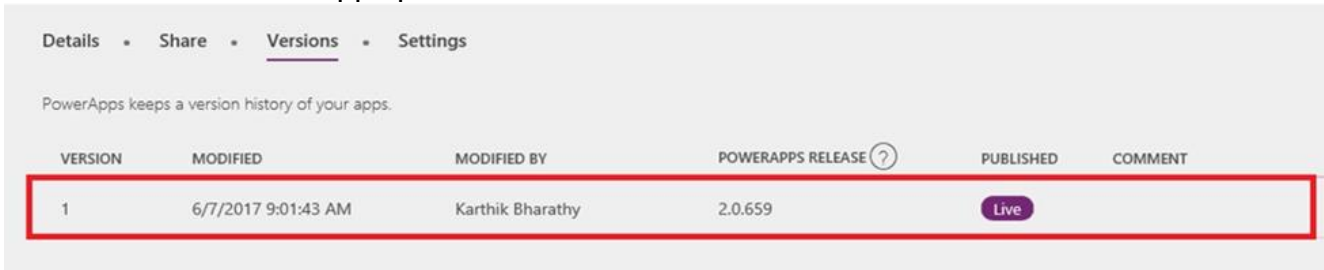 Details • Share • Versions • Settings
PowerApps keeps a version history of your apps.
VERSION MODIFIED MODIFIED BY POWERAPPS RELEASE ? PUBLISHED COMMENT
1 6/7/2017 9:01:43 AM Karthik Bharathy 2.0.659 Live